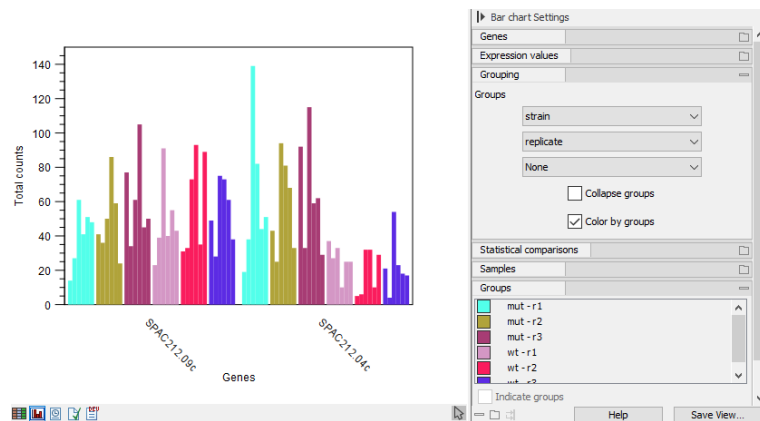 Bar chart Settings
Genes
Expression values
Grouping
Groups
strain
replicate
None
Collapse groups
Color by groups
Statistical comparisons
Samples
Groups
mut - r1
mut - r2
mut - r3
wt - r1
wt - r2
wt - r3
Indicate groups
Help
Save View...
Total counts
140
120
100
80
60
40
20
0
SPAC212.09c
SPAC212.04c
Genes